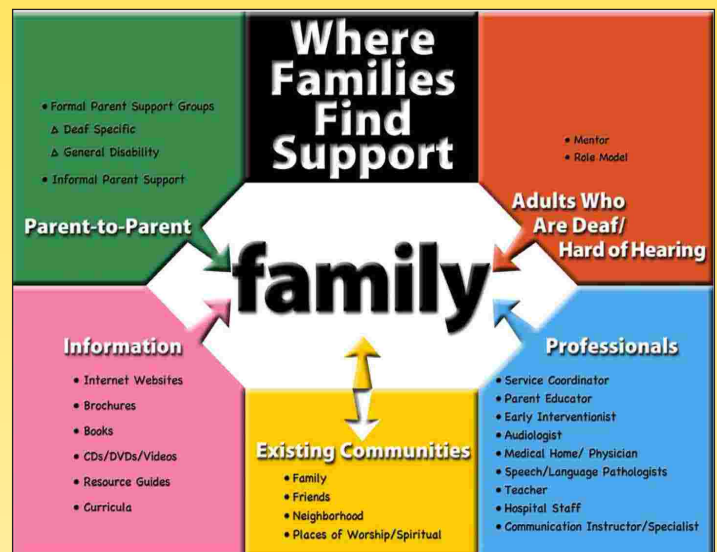 Where
Families
Find
Support
• Formal Parent Support Groups
Δ Deaf Specific
Δ General Disability
• Informal Parent Support
Parent-to-Parent
• Mentor
• Role Model
Adults Who
Are Deaf/
Hard of Hearing
family
Information
• Internet Websites
• Brochures
• Books
• CDs/DVDs/Videos
• Resource Guides
• Curricula
Existing Communities
• Family
• Friends
• Neighborhood
• Places of Worship/Spiritual
Professionals
• Service Coordinator
• Parent Educator
• Early Interventionist
• Audiologist
• Medical Home/ Physician
• Speech/Language Pathologists
• Teacher
• Hospital Staff
• Communication Instructor/Specialist